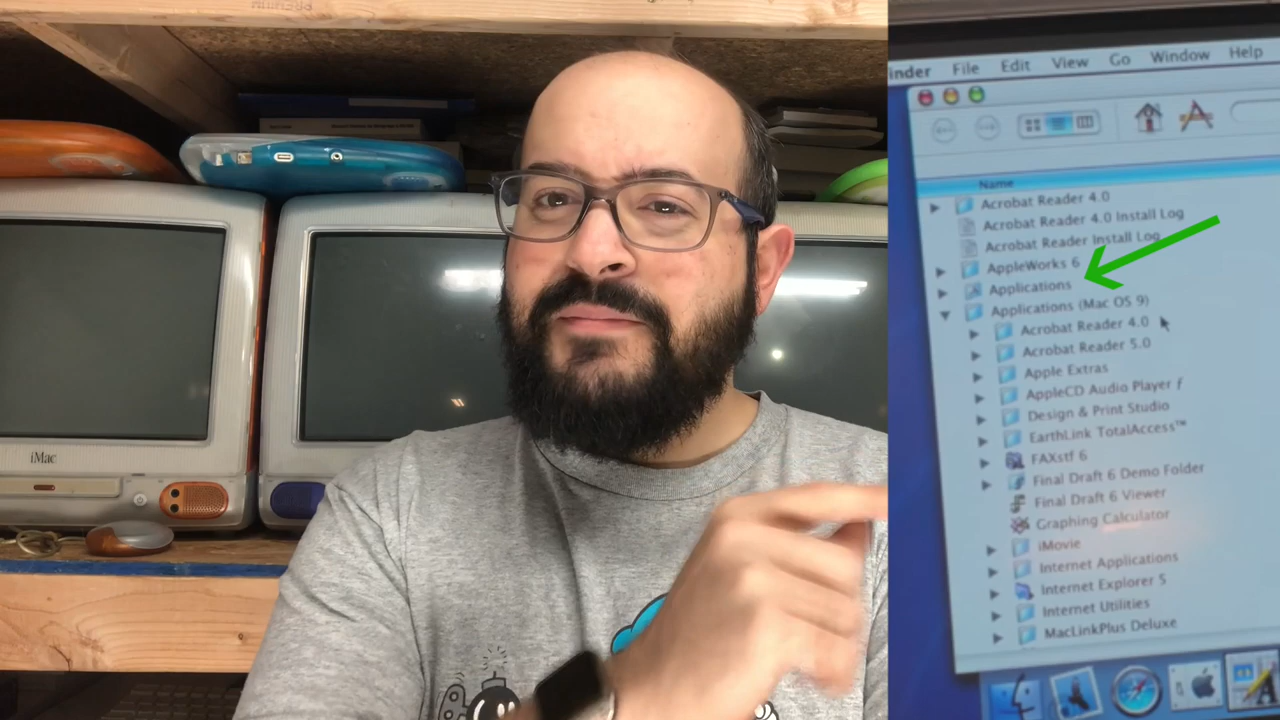 PREMI
iMac
inder File Edit View Go Window Help
Name
Acrobat Reader 4.0
Acrobat Reader 4.0 Install Log
Acrobat Reader Install Log
AppleWorks 6
Applications
Applications (Mac OS 9)
Acrobat Reader 4.0
Acrobat Reader 5.0
Apple Extras
AppleCD Audio Player ƒ
Design & Print Studio
EarthLink TotalAccess™
FAXstf 6
Final Draft 6 Demo Folder
Final Draft 6 Viewer
Graphing Calculator
iMovie
Internet Applications
Internet Explorer 5
Internet Utilities
MacLinkPlus Deluxe